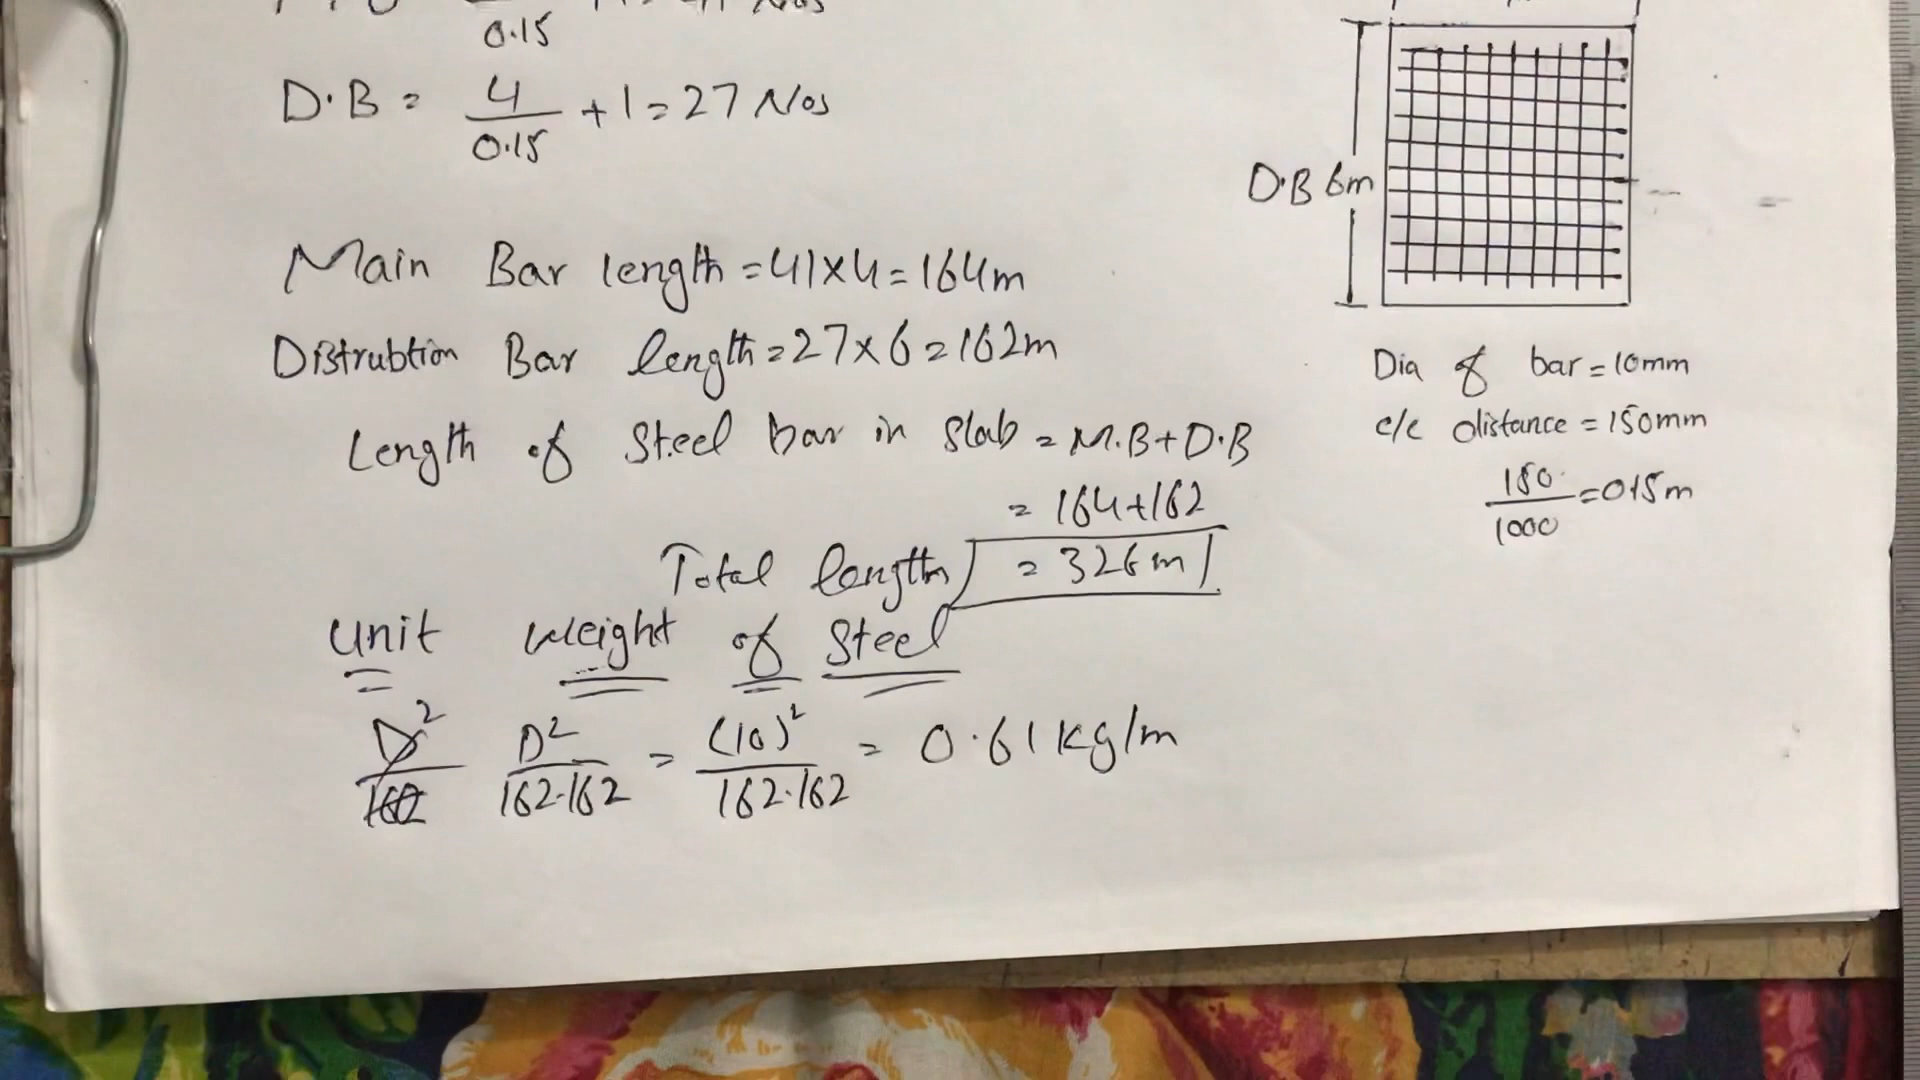 0.15
D.B = 4/0.15 + 1 = 27 Nos
Main Bar length = 41×4 = 164m
Distrubtion Bar length = 27×6 = 162m
Length of Steel bar in Slab = M.B + D.B
= 164+162
Total length = 326m
Unit weight of Steel
D²/162 D²/162.162 = (10)²/162.162 = 0.61 kg/m
D.B 6m
Dia of bar = 10mm
c/c distance = 150mm
150/1000 = 0.15m